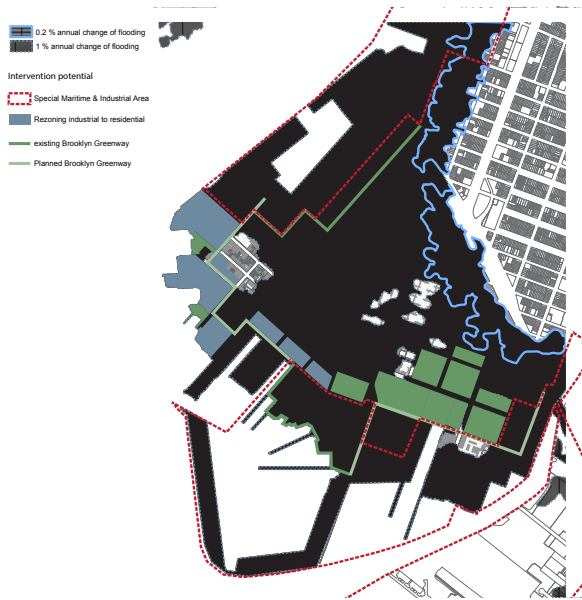 0.2 % annual change of flooding
1 % annual change of flooding
Intervention potential
Special Maritime & Industrial Area
Rezoning industrial to residential
existing Brooklyn Greenway
Planned Brooklyn Greenway